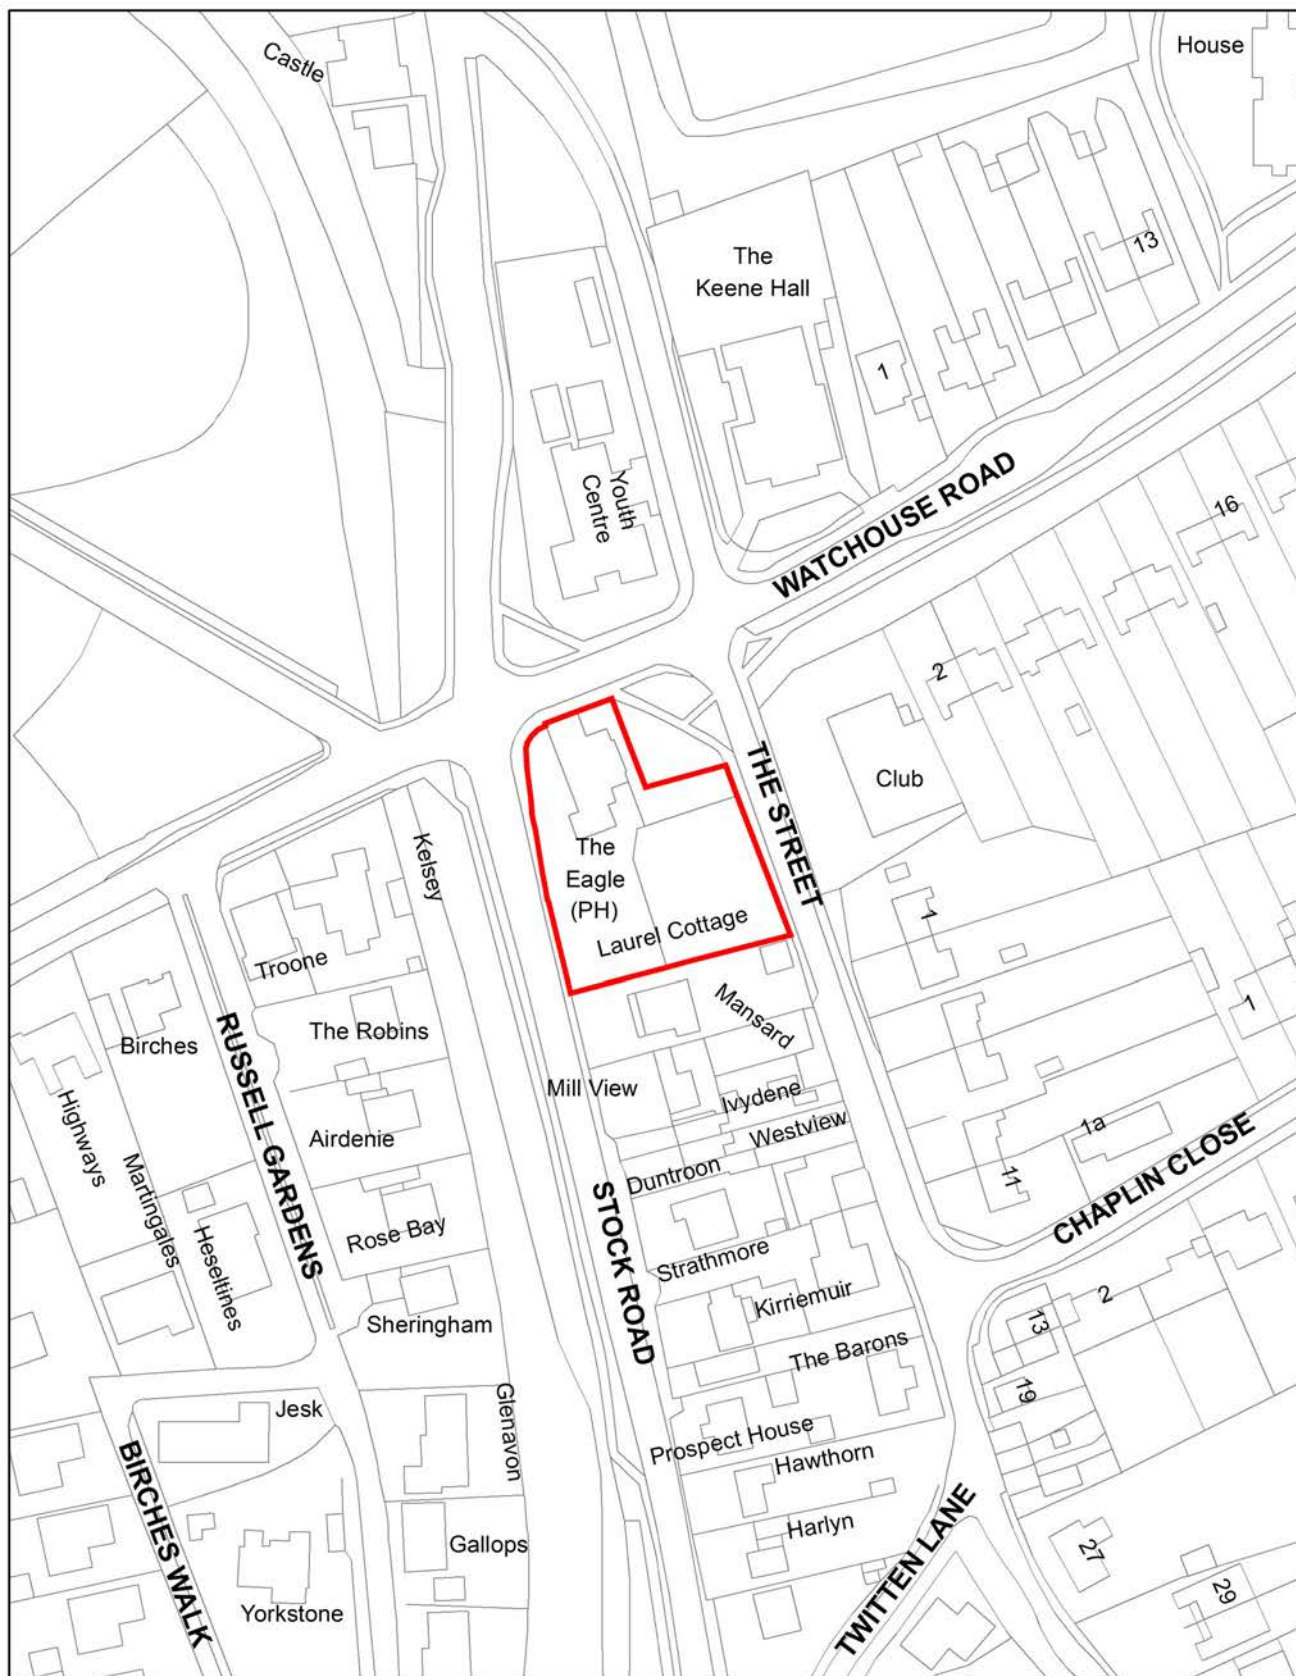 Castle
House
The
Keene Hall
13
1
Youth
Centre
WATCHOUSE ROAD
16
2
THE STREET
Club
Kelsey
The
Eagle
(PH)
Laurel Cottage
1
Troone
Mansard
1
The Robins
Birches
RUSSELL GARDENS
Mill View
Ivydene
Highways
Airdenie
Westview
1a
Martingales
Duntroon
11
CHAPLIN CLOSE
Heseltines
Rose Bay
STOCK ROAD
Strathmore
Kirriemuir
Sheringham
13
2
The Barons
19
Jesk
Glenavon
Prospect House
Hawthorn
BIRCHES WALK
Harlyn
TWITTEN LANE
Gallops
27
29
Yorkstone